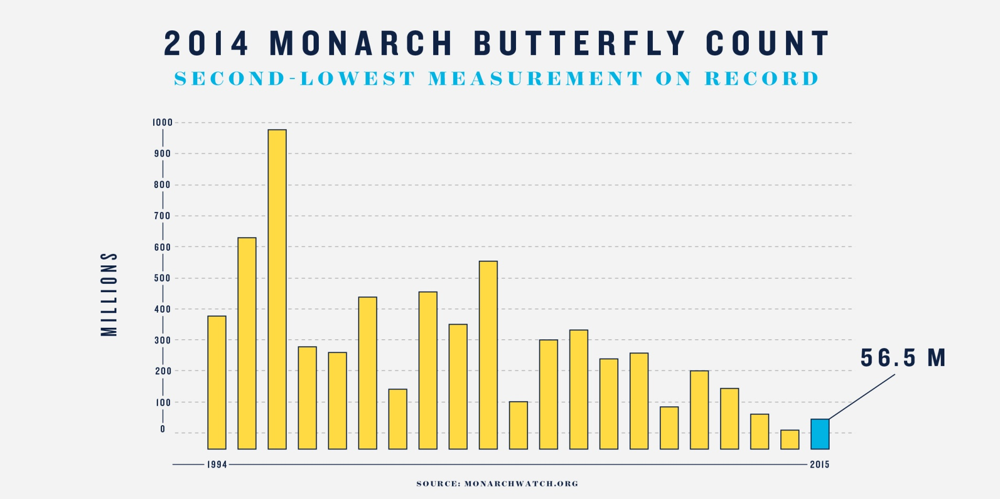 2014 MONARCH BUTTERFLY COUNT
SECOND-LOWEST MEASUREMENT ON RECORD
MILLIONS
1000
900
800
700
600
500
400
300
200
100
0
56.5 M
1994
2015
SOURCE: MONARCHWATCH.ORG